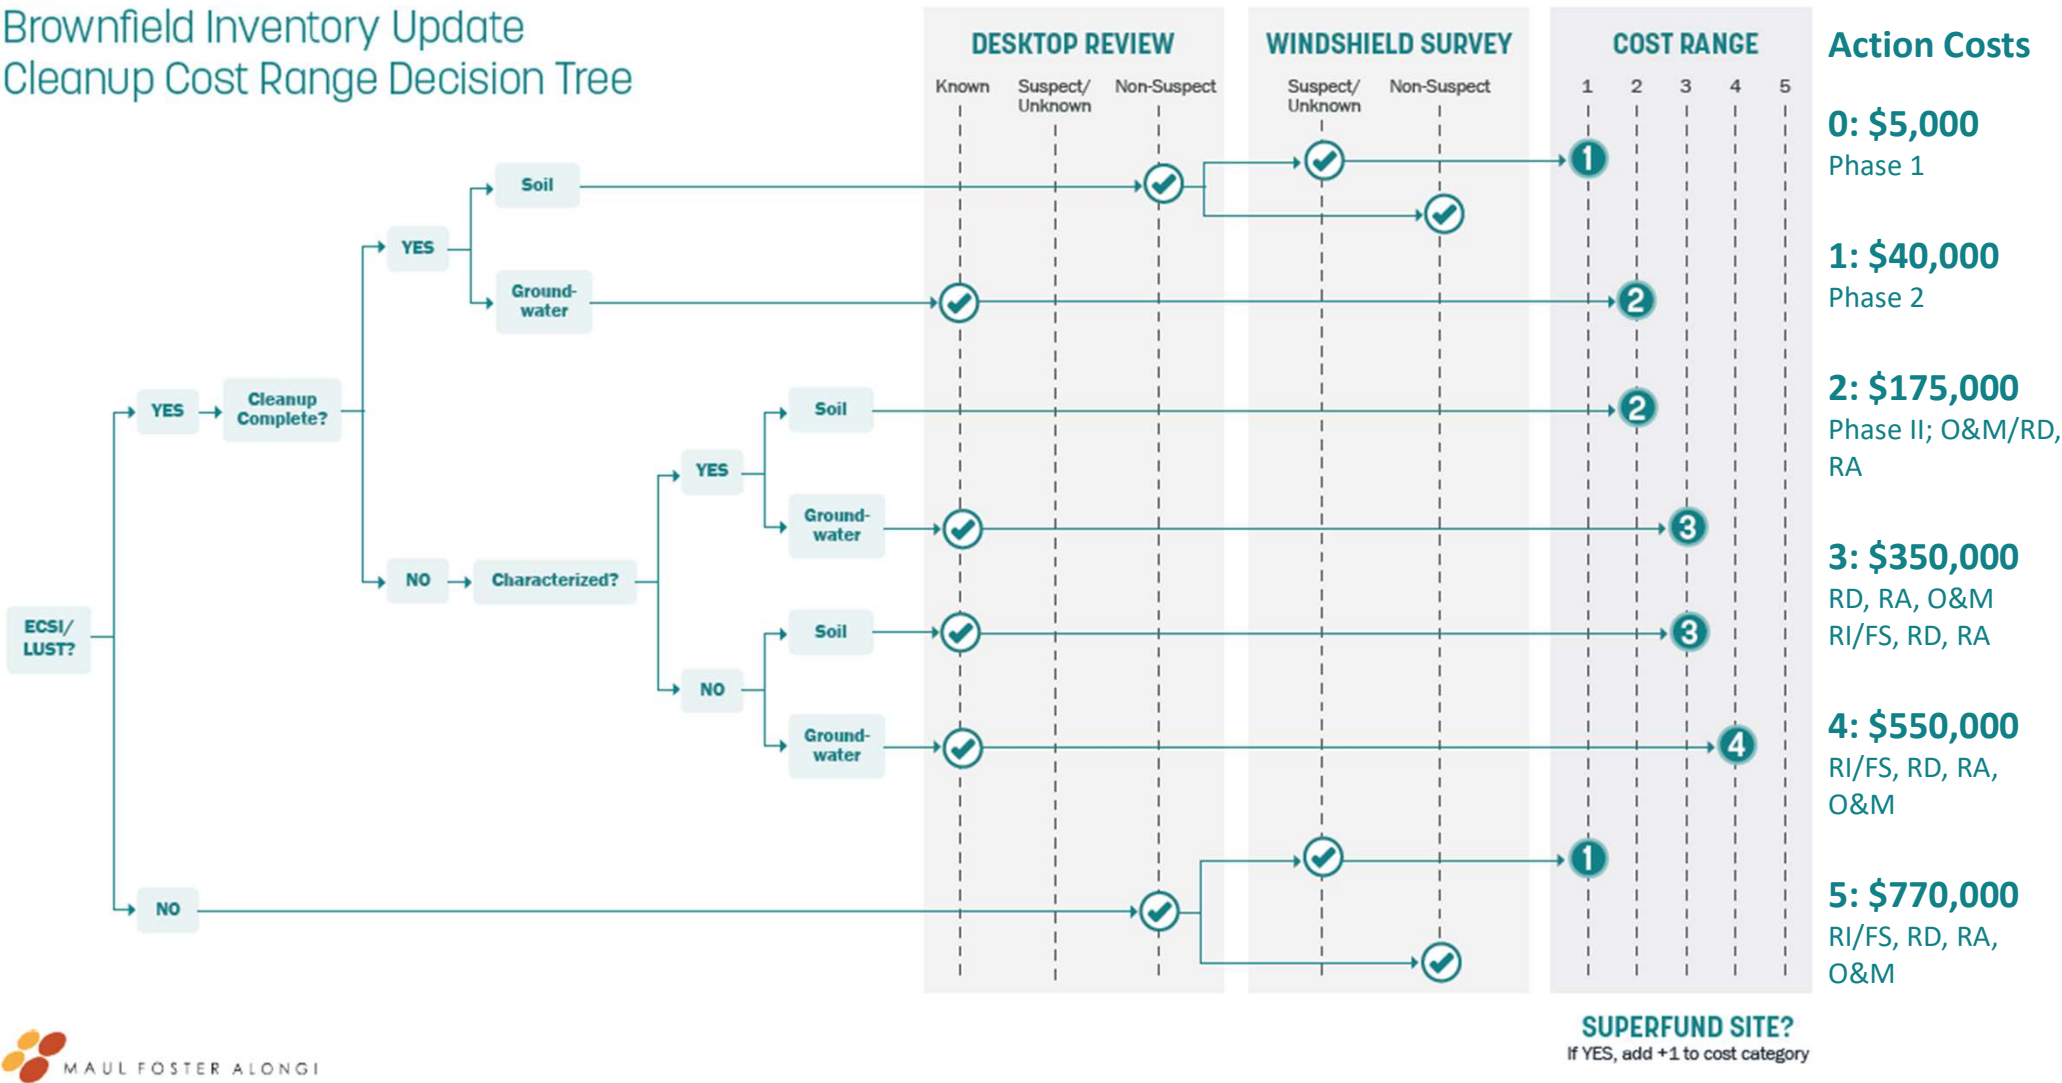 Brownfield Inventory Update
Cleanup Cost Range Decision Tree
DESKTOP REVIEW
Known
Suspect/
Unknown
Non-Suspect
WINDSHIELD SURVEY
Suspect/
Unknown
Non-Suspect
COST RANGE
1 2 3 4 5
ECSI/
LUST?
YES
Cleanup
Complete?
YES
Soil
1
Ground-
water
2
NO
Characterized?
YES
Soil
2
Ground-
water
3
NO
Soil
3
Ground-
water
4
NO
1
SUPERFUND SITE?
If YES, add +1 to cost category
Action Costs
0: $5,000
Phase 1
1: $40,000
Phase 2
2: $175,000
Phase II; O&M/RD,
RA
3: $350,000
RD, RA, O&M
RI/FS, RD, RA
4: $550,000
RI/FS, RD, RA,
O&M
5: $770,000
RI/FS, RD, RA,
O&M
MAUL FOSTER ALONGI